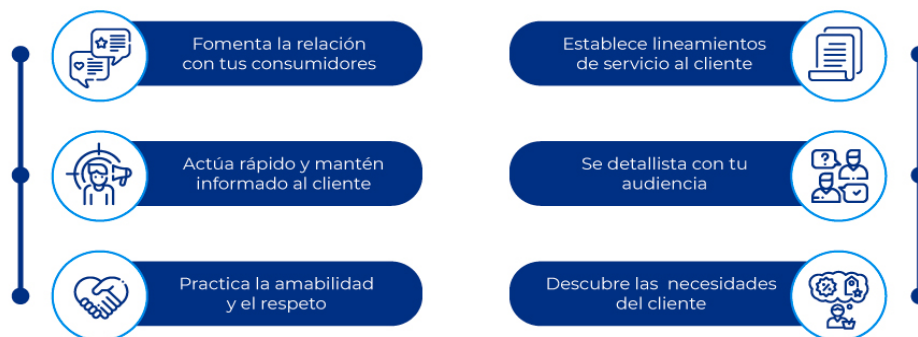 Fomenta la relación
con tus consumidores
Actúa rápido y mantén
informado al cliente
Practica la amabilidad
y el respeto
Establece lineamientos
de servicio al cliente
Se detallista con tu
audiencia
Descubre las necesidades
del cliente